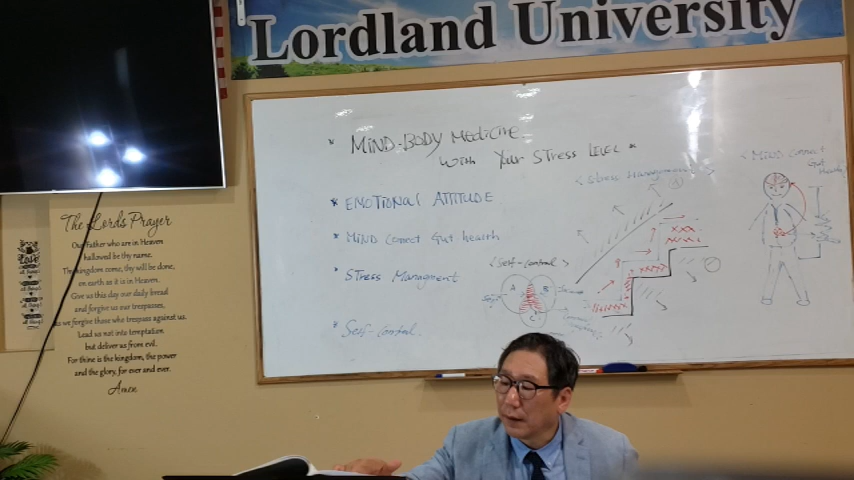 Lordland University
* MIND-BODY MEDICINE
With Your STRESS LEVEL *
* EMOTIONAL ATTITUDE
* MIND Connect Gut health
* STress Managment
* Self-Control.
< Self-Control >
A
B
C
< Stress management >
< MIND Connect
Gut
Health
The Lord's Prayer
Our Father who are in Heaven
hallowed be thy name.
Thy kingdom come, thy will be done,
on earth as it is in Heaven.
Give us this day our daily bread
and forgive us our trespasses,
as we forgive those who trespass against us.
Lead us not into temptation
but deliver us from evil.
For thine is the kingdom, the power
and the glory, for ever and ever.
Amen